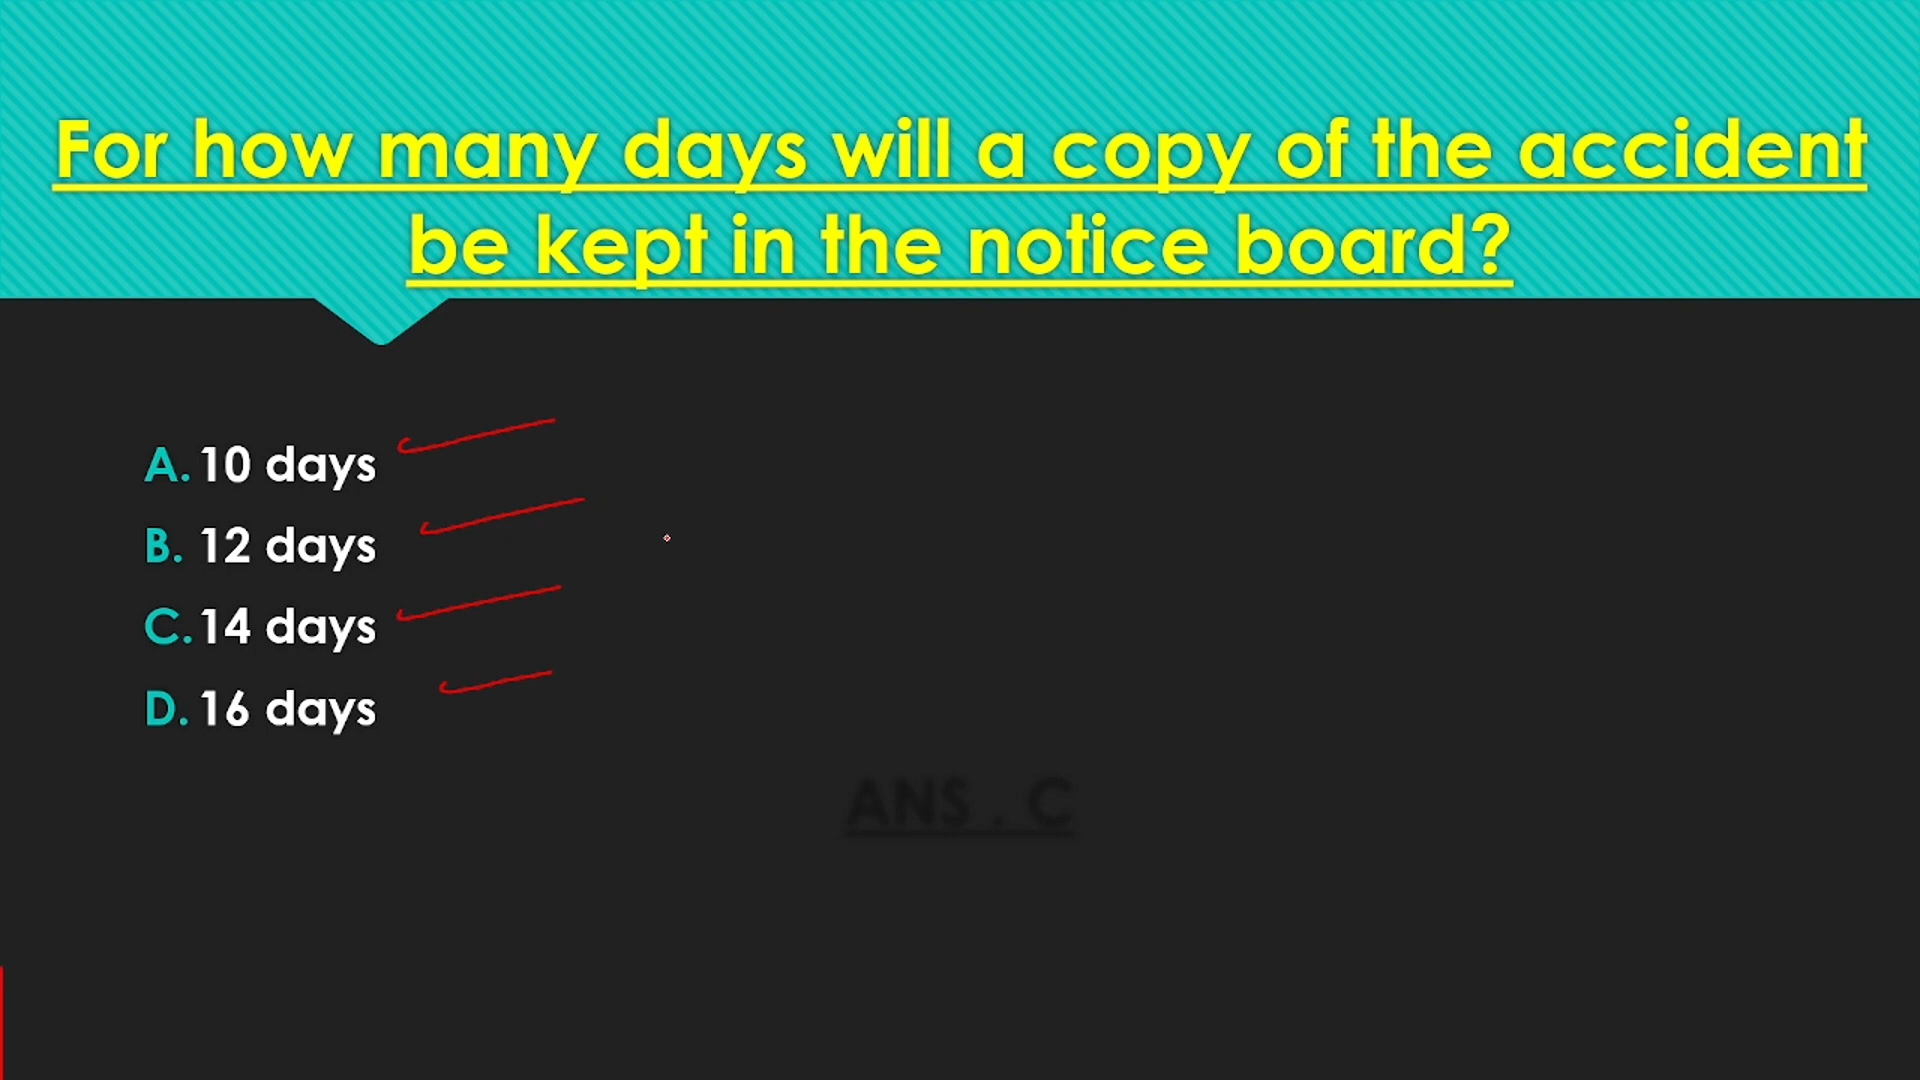 For how many days will a copy of the accident
be kept in the notice board?
A. 10 days
B. 12 days
C. 14 days
D. 16 days
ANS . C